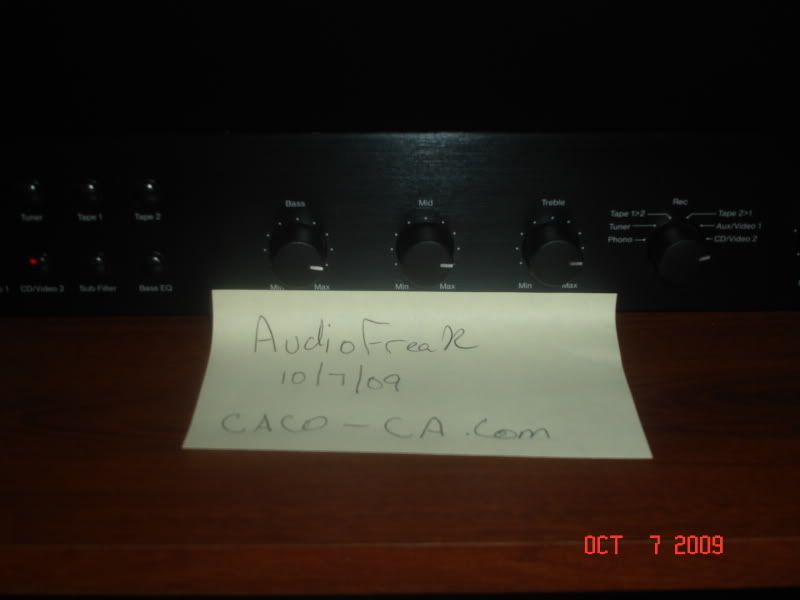 Bass
Mid
Treble
Rec
Tape 1>2
Tape 2>1
Tuner
Aux/Video 1
Phono
CD/Video 2
Tuner
Tape 1
Tape 2
1
CD/Video 2
Sub Filter
Bass EQ
Min
Max
Min
Max
Min
Max
AudioFreak
10/7/09
CACO-CA.com
OCT 7 2009